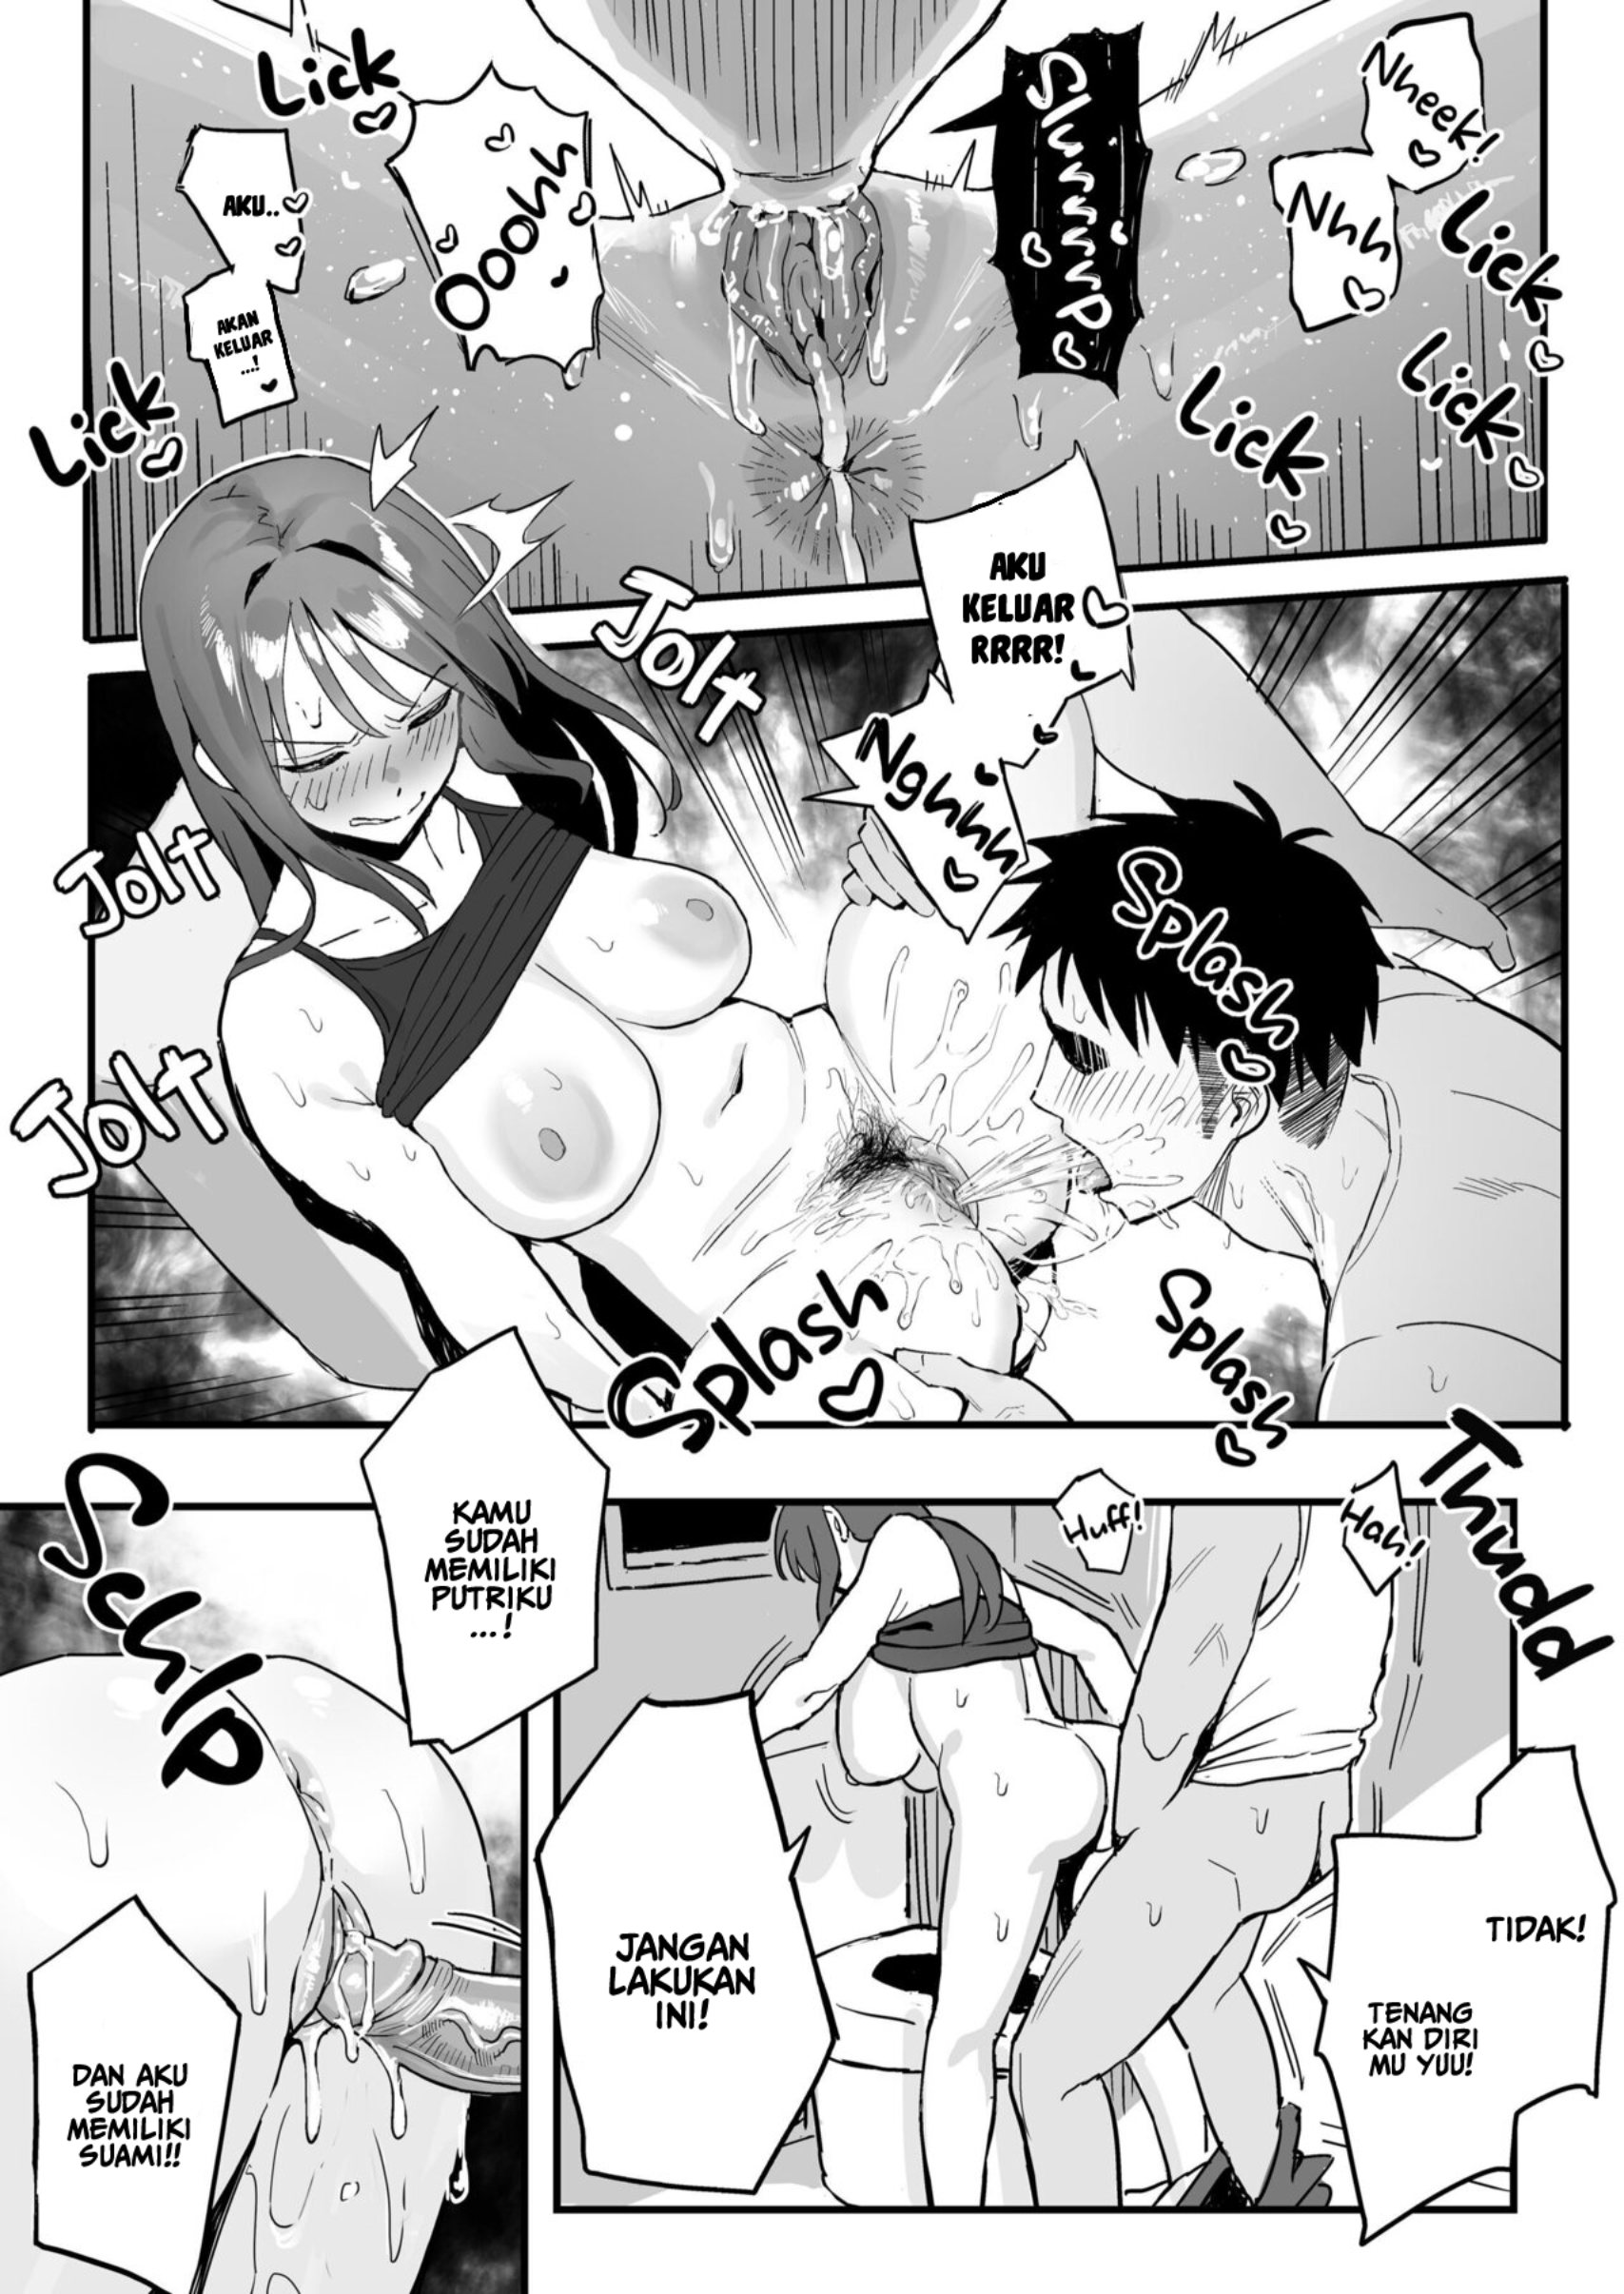 Lick
Nheek!
AKU..
Ooohh
Slusssssp
Nhh
Lick
AKAN
KELUAR
...!
Lick
Lick
Lick
AKU
KELUAR
RRRR!
Jolt
Nghhh
Jolt
Splash
Jolt
Splash
Splash
Thudd
Schlp
KAMU
SUDAH
MEMILIKI
PUTRIKU
...!
Huff!
Hah!
TIDAK!
JANGAN
LAKUKAN
INI!
TENANG
KAN DIRI
MU YUU!
DAN AKU
SUDAH
MEMILIKI
SUAMI!!